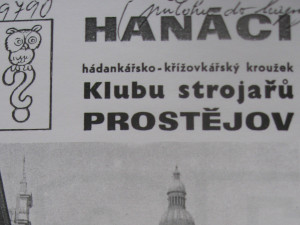 9790
HANÁCI
hádankářsko-křížovkářský kroužek
Klubu strojařů
PROSTĚJOV